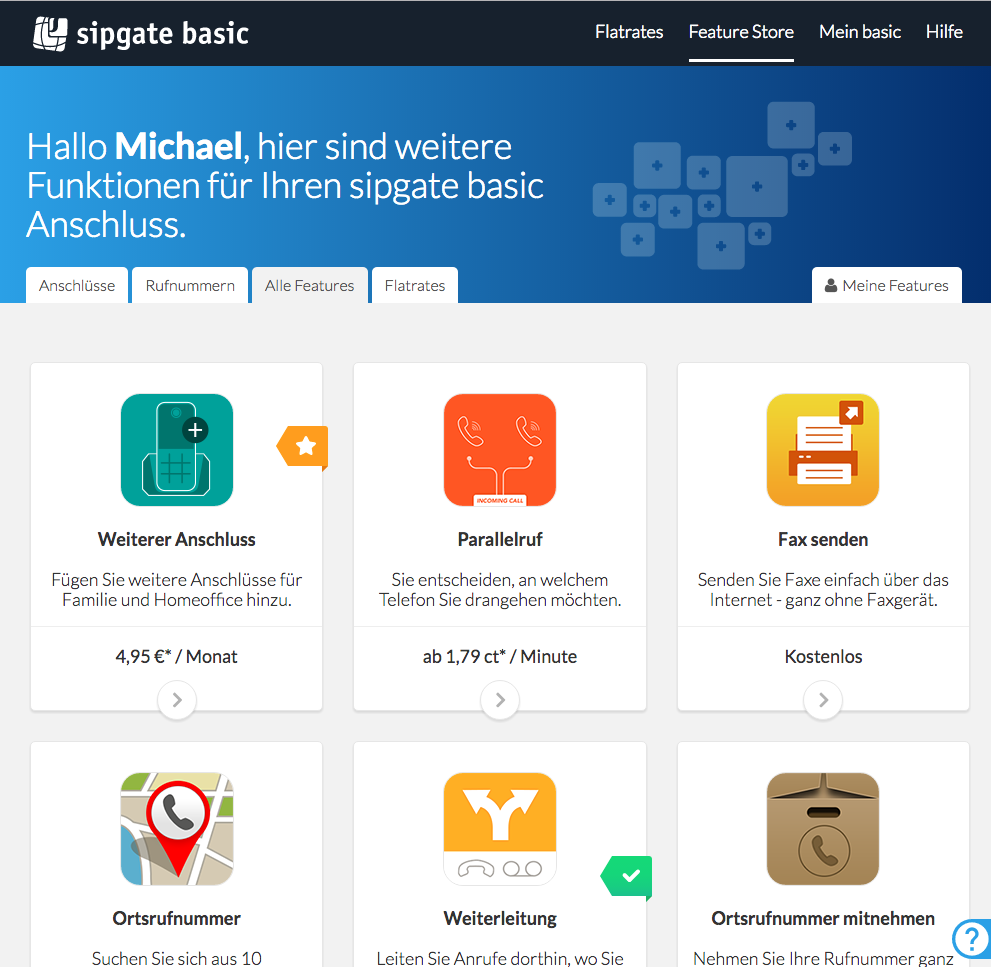 sipgate basic
Flatrates
Feature Store
Mein basic
Hilfe
Hallo Michael, hier sind weitere
Funktionen für Ihren sipgate basic
Anschluss.
Anschlüsse
Rufnummern
Alle Features
Flatrates
Meine Features
INCOMING CALL
Weiterer Anschluss
Fügen Sie weitere Anschlüsse für
Familie und Homeoffice hinzu.
4,95 €* / Monat
Parallelruf
Sie entscheiden, an welchem
Telefon Sie drangehen möchten.
ab 1,79 ct* / Minute
Fax senden
Senden Sie Faxe einfach über das
Internet - ganz ohne Faxgerät.
Kostenlos
Ortsrufnummer
Suchen Sie sich aus 10
Weiterleitung
Leiten Sie Anrufe dorthin, wo Sie
Ortsrufnummer mitnehmen
Nehmen Sie Ihre Rufnummer ganz
?